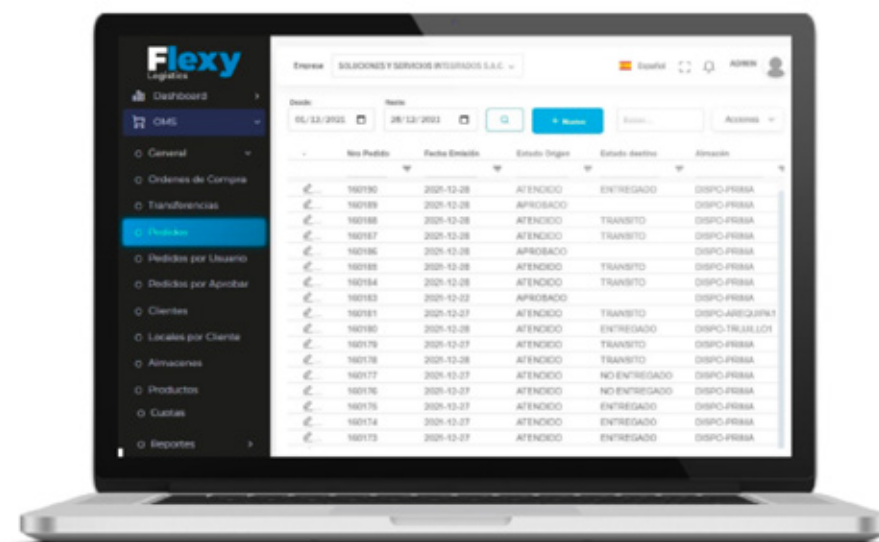 Flexy
Logistics
Dashboard
OMS
General
Ordenes de Compra
Transferencias
Pedidos
Pedidos por Usuario
Pedidos por Aprobar
Clientes
Locales por Cliente
Almacenes
Productos
Cuotas
Reportes
Empresa SOLUCIONES Y SERVICIOS INTEGRADOS S.A.C. Español ADMIN
Desde Hasta
01/12/2021 28/12/2021 + Nuevo Acciones
Nro Pedido Fecha Emisión Estado Origen Estado destino Almacén
160190 2021-12-28 ATENDIDO ENTREGADO DISPO-PRIMA
160189 2021-12-28 APROBADO DISPO-PRIMA
160188 2021-12-28 ATENDIDO TRANSITO DISPO-PRIMA
160187 2021-12-28 ATENDIDO TRANSITO DISPO-PRIMA
160186 2021-12-28 APROBADO DISPO-PRIMA
160185 2021-12-28 ATENDIDO TRANSITO DISPO-PRIMA
160184 2021-12-28 ATENDIDO TRANSITO DISPO-PRIMA
160183 2021-12-22 APROBADO DISPO-PRIMA
160181 2021-12-27 ATENDIDO TRANSITO DISPO-AREQUIPA1
160180 2021-12-28 ATENDIDO ENTREGADO DISPO-TRUJILLO1
160179 2021-12-27 ATENDIDO TRANSITO DISPO-PRIMA
160178 2021-12-28 ATENDIDO TRANSITO DISPO-PRIMA
160177 2021-12-27 ATENDIDO NO ENTREGADO DISPO-PRIMA
160176 2021-12-27 ATENDIDO NO ENTREGADO DISPO-PRIMA
160175 2021-12-27 ATENDIDO ENTREGADO DISPO-PRIMA
160174 2021-12-27 ATENDIDO ENTREGADO DISPO-PRIMA
160173 2021-12-27 ATENDIDO ENTREGADO DISPO-PRIMA